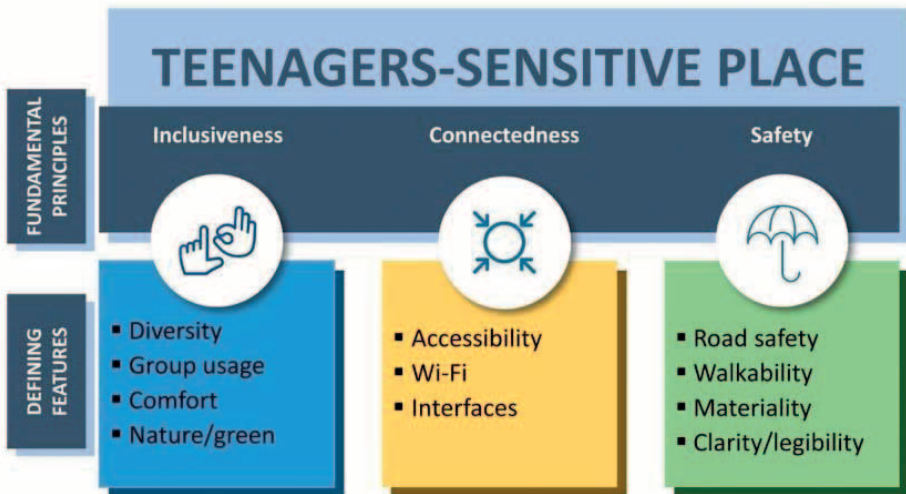 TEENAGERS-SENSITIVE PLACE
FUNDAMENTAL
PRINCIPLES
Inclusiveness
Connectedness
Safety
DEFINING
FEATURES
▪ Diversity
▪ Group usage
▪ Comfort
▪ Nature/green
▪ Accessibility
▪ Wi-Fi
▪ Interfaces
▪ Road safety
▪ Walkability
▪ Materiality
▪ Clarity/legibility